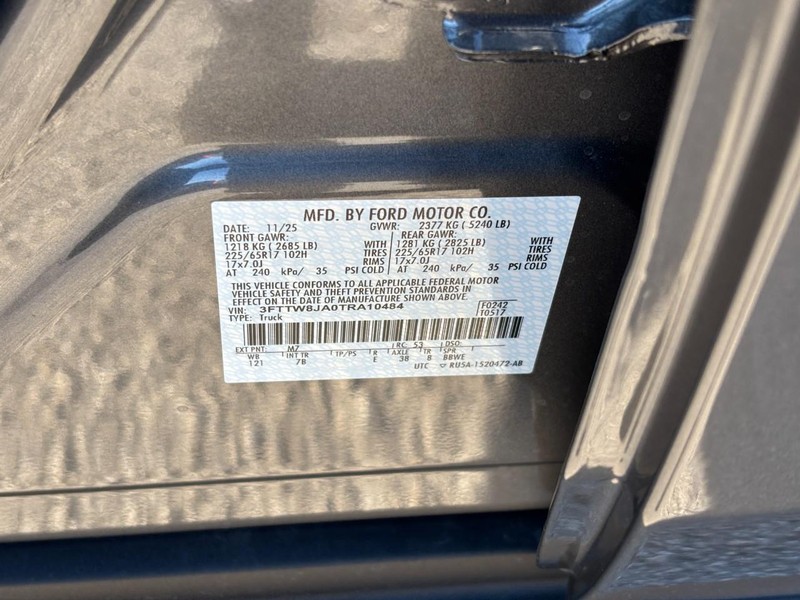 MFD. BY FORD MOTOR CO.
DATE: 11/25 GVWR: 2377 KG ( 5240 LB)
FRONT GAWR: REAR GAWR:
1218 KG ( 2685 LB) WITH 1281 KG ( 2825 LB) WITH
225/65R17 102H TIRES 225/65R17 102H TIRES
17x7.0J RIMS 17x7.0J RIMS
AT 240 kPa/ 35 PSI COLD AT 240 kPa/ 35 PSI COLD
THIS VEHICLE CONFORMS TO ALL APPLICABLE FEDERAL MOTOR
VEHICLE SAFETY AND THEFT PREVENTION STANDARDS IN
EFFECT ON THE DATE OF MANUFACTURE SHOWN ABOVE.
VIN: 3FTTW8JA0TRA10484 F0242
TYPE: Truck T0517
EXT PNT: M7 RC: 53 DSO:
WB INT TR TP/PS R AXLE TR SPR
121 7B E 38 8 BBWE
UTC RU5A-1520472-AB